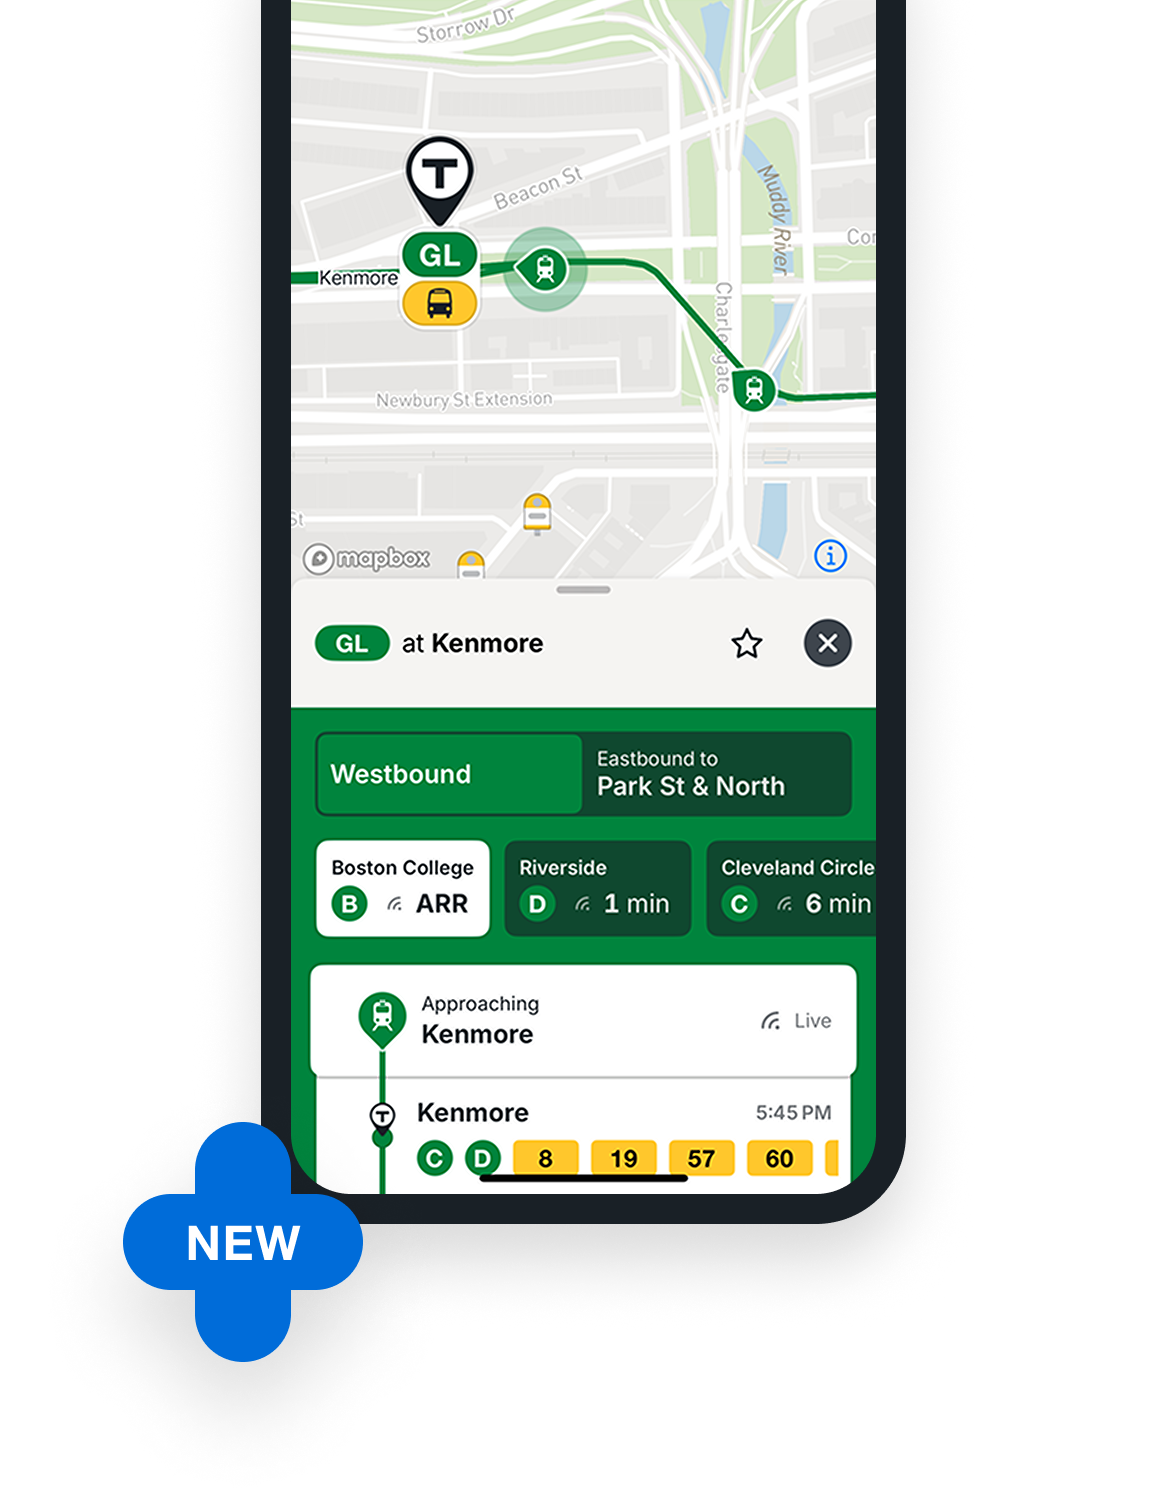 Storrow Dr
T
Beacon St
Muddy River
GL
Kenmore
Charlesgate
Newbury St Extension
St
mapbox
i
GL at Kenmore
Westbound
Eastbound to
Park St & North
Boston College
B ARR
Riverside
D 1 min
Cleveland Circle
C 6 min
Approaching
Kenmore
Live
T
Kenmore
5:45 PM
C D 8 19 57 60
NEW